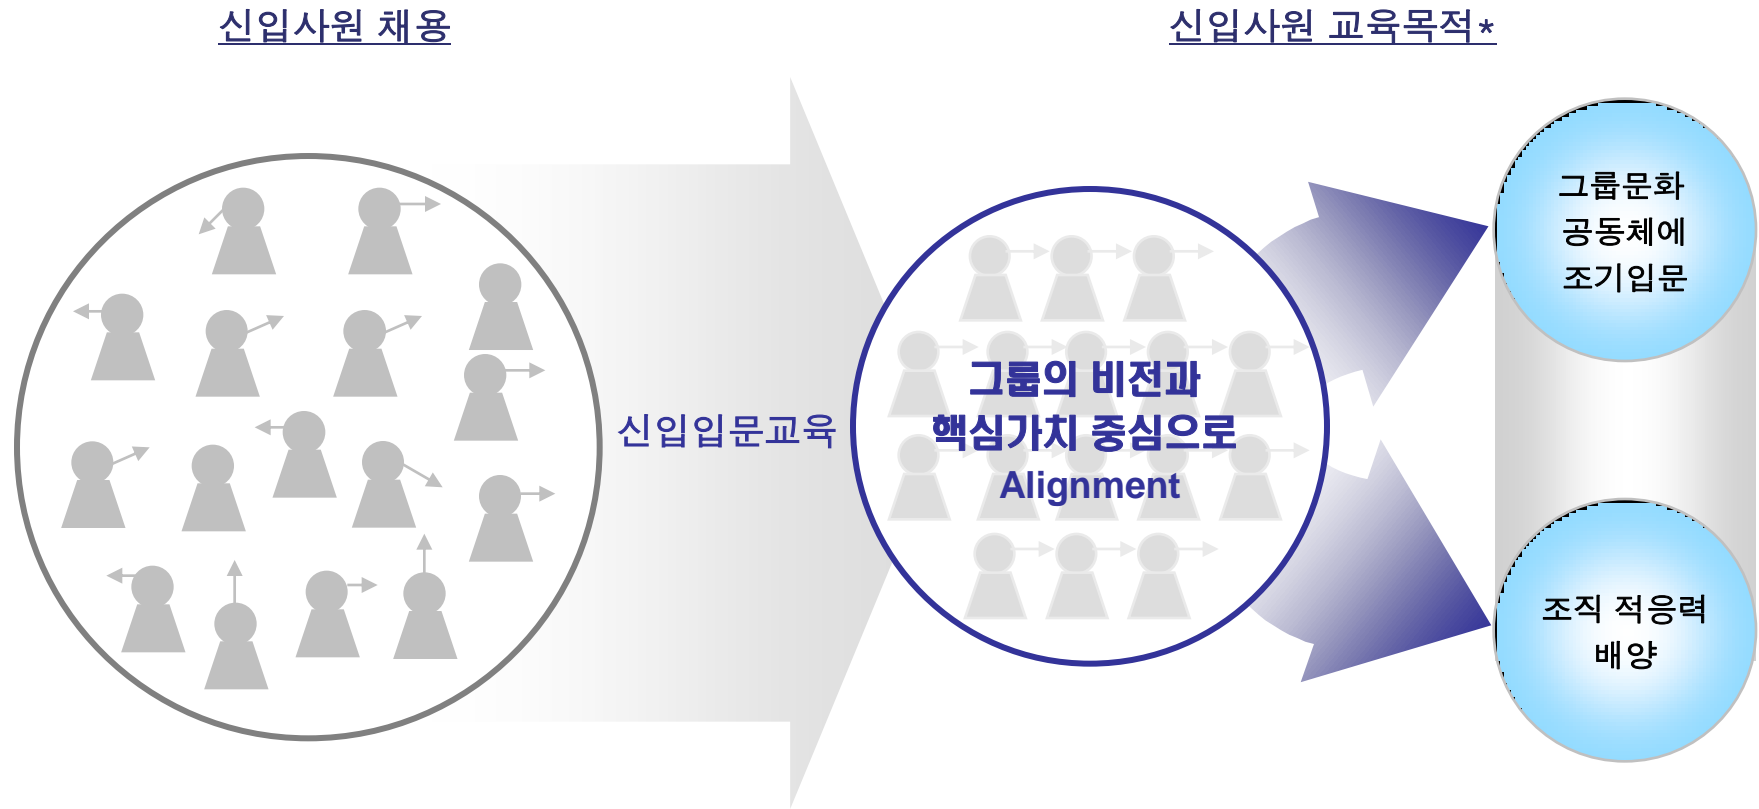 신입사원 채용
신입사원 교육목적*
신입입문교육
그룹의 비전과
핵심가치 중심으로
Alignment
그룹문화
공동체에
조기입문
조직 적응력
배양